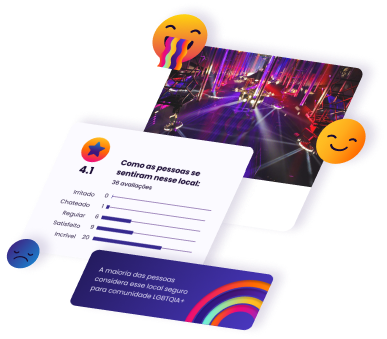 4.1
Como as pessoas se
sentiram nesse local:
36 avaliações
Irritado 0
Chateado 1
Regular 6
Satisfeito 9
Incrível 20
A maioria das pessoas
considera esse local seguro
para comunidade LGBTQIA+